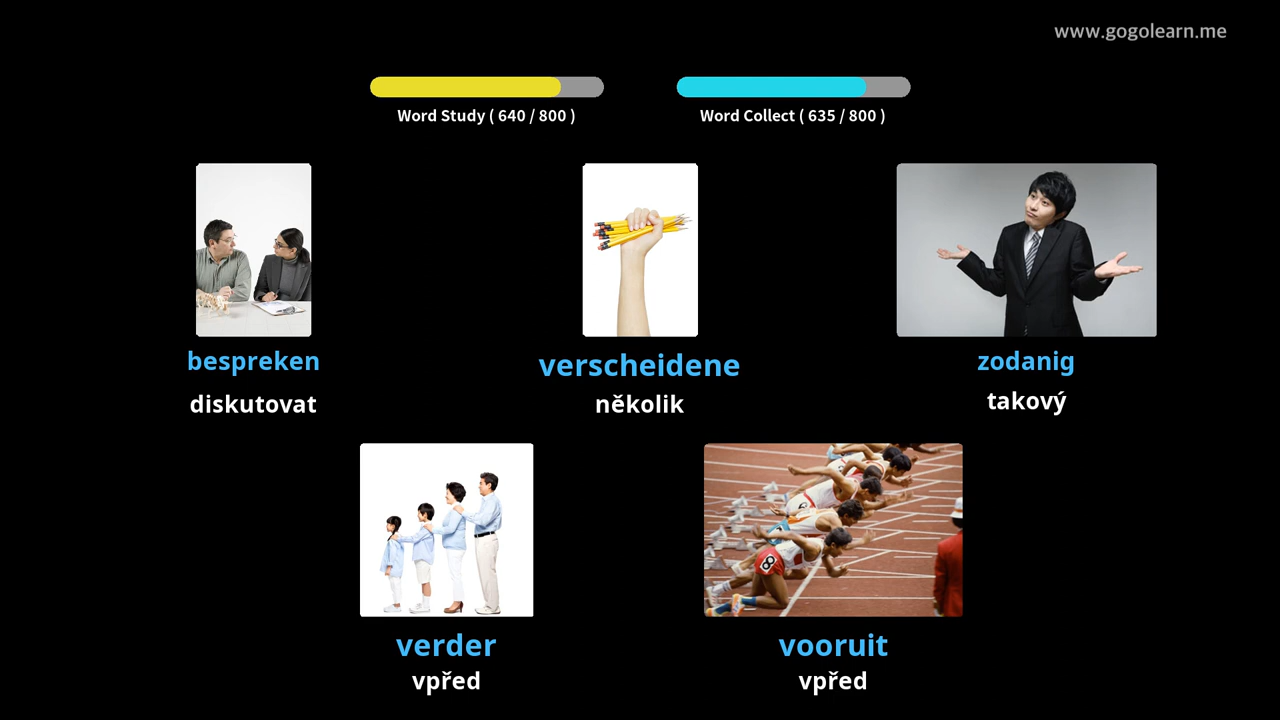 www.gogolearn.me
Word Study ( 640 / 800 )
Word Collect ( 635 / 800 )
bespreken
diskutovat
verscheidene
několik
zodanig
takový
verder
vpřed
vooruit
vpřed